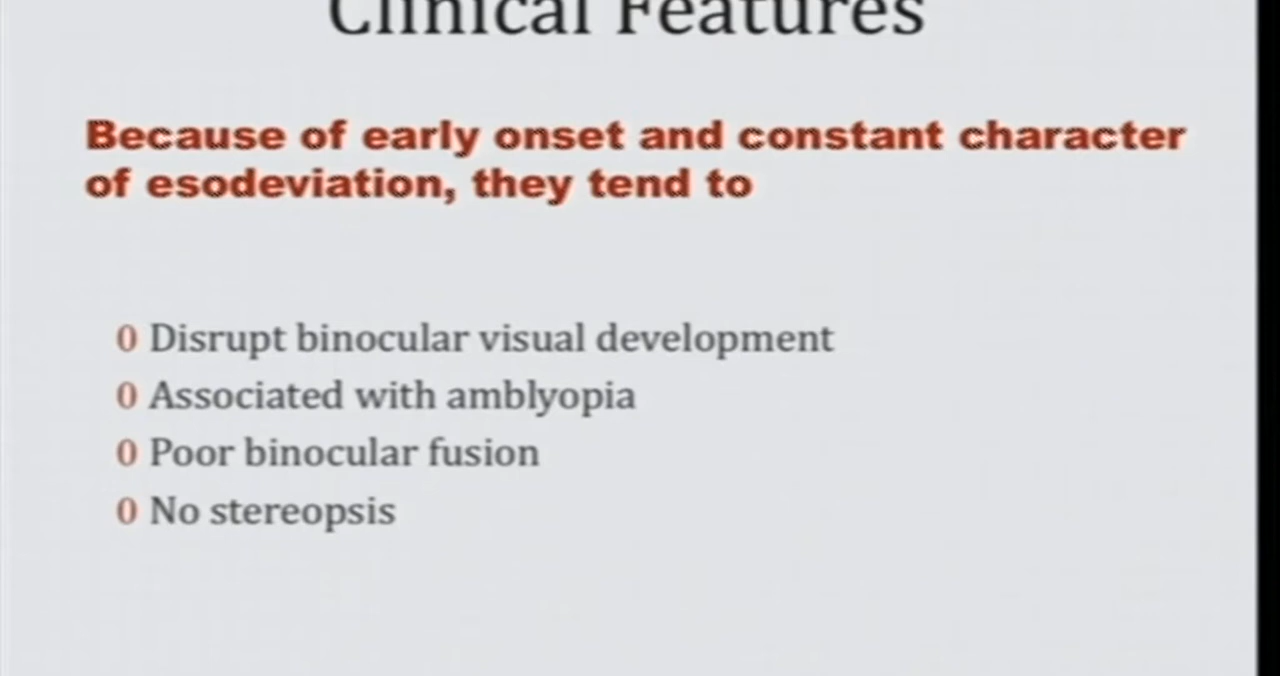 Clinical Features
Because of early onset and constant character
of esodeviation, they tend to
0 Disrupt binocular visual development
0 Associated with amblyopia
0 Poor binocular fusion
0 No stereopsis